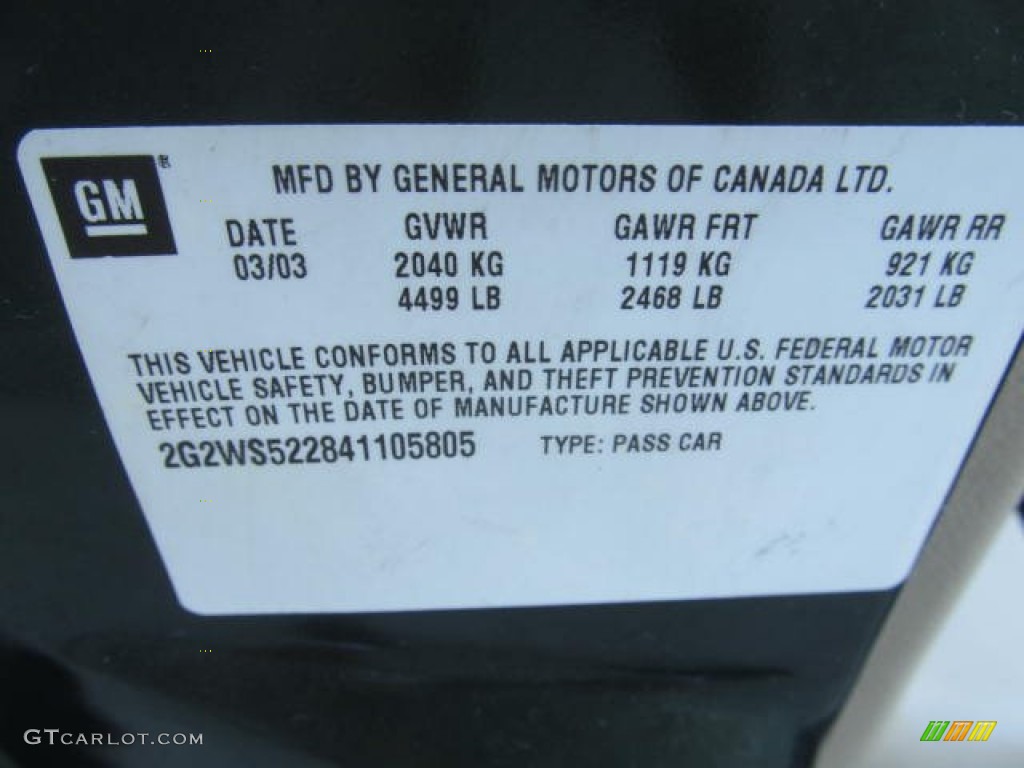 GM ®
MFD BY GENERAL MOTORS OF CANADA LTD.
DATE GVWR GAWR FRT GAWR RR
03/03 2040 KG 1119 KG 921 KG
4499 LB 2468 LB 2031 LB
THIS VEHICLE CONFORMS TO ALL APPLICABLE U.S. FEDERAL MOTOR
VEHICLE SAFETY, BUMPER, AND THEFT PREVENTION STANDARDS IN
EFFECT ON THE DATE OF MANUFACTURE SHOWN ABOVE.
2G2WS522841105805 TYPE: PASS CAR
GTCARLOT.COM